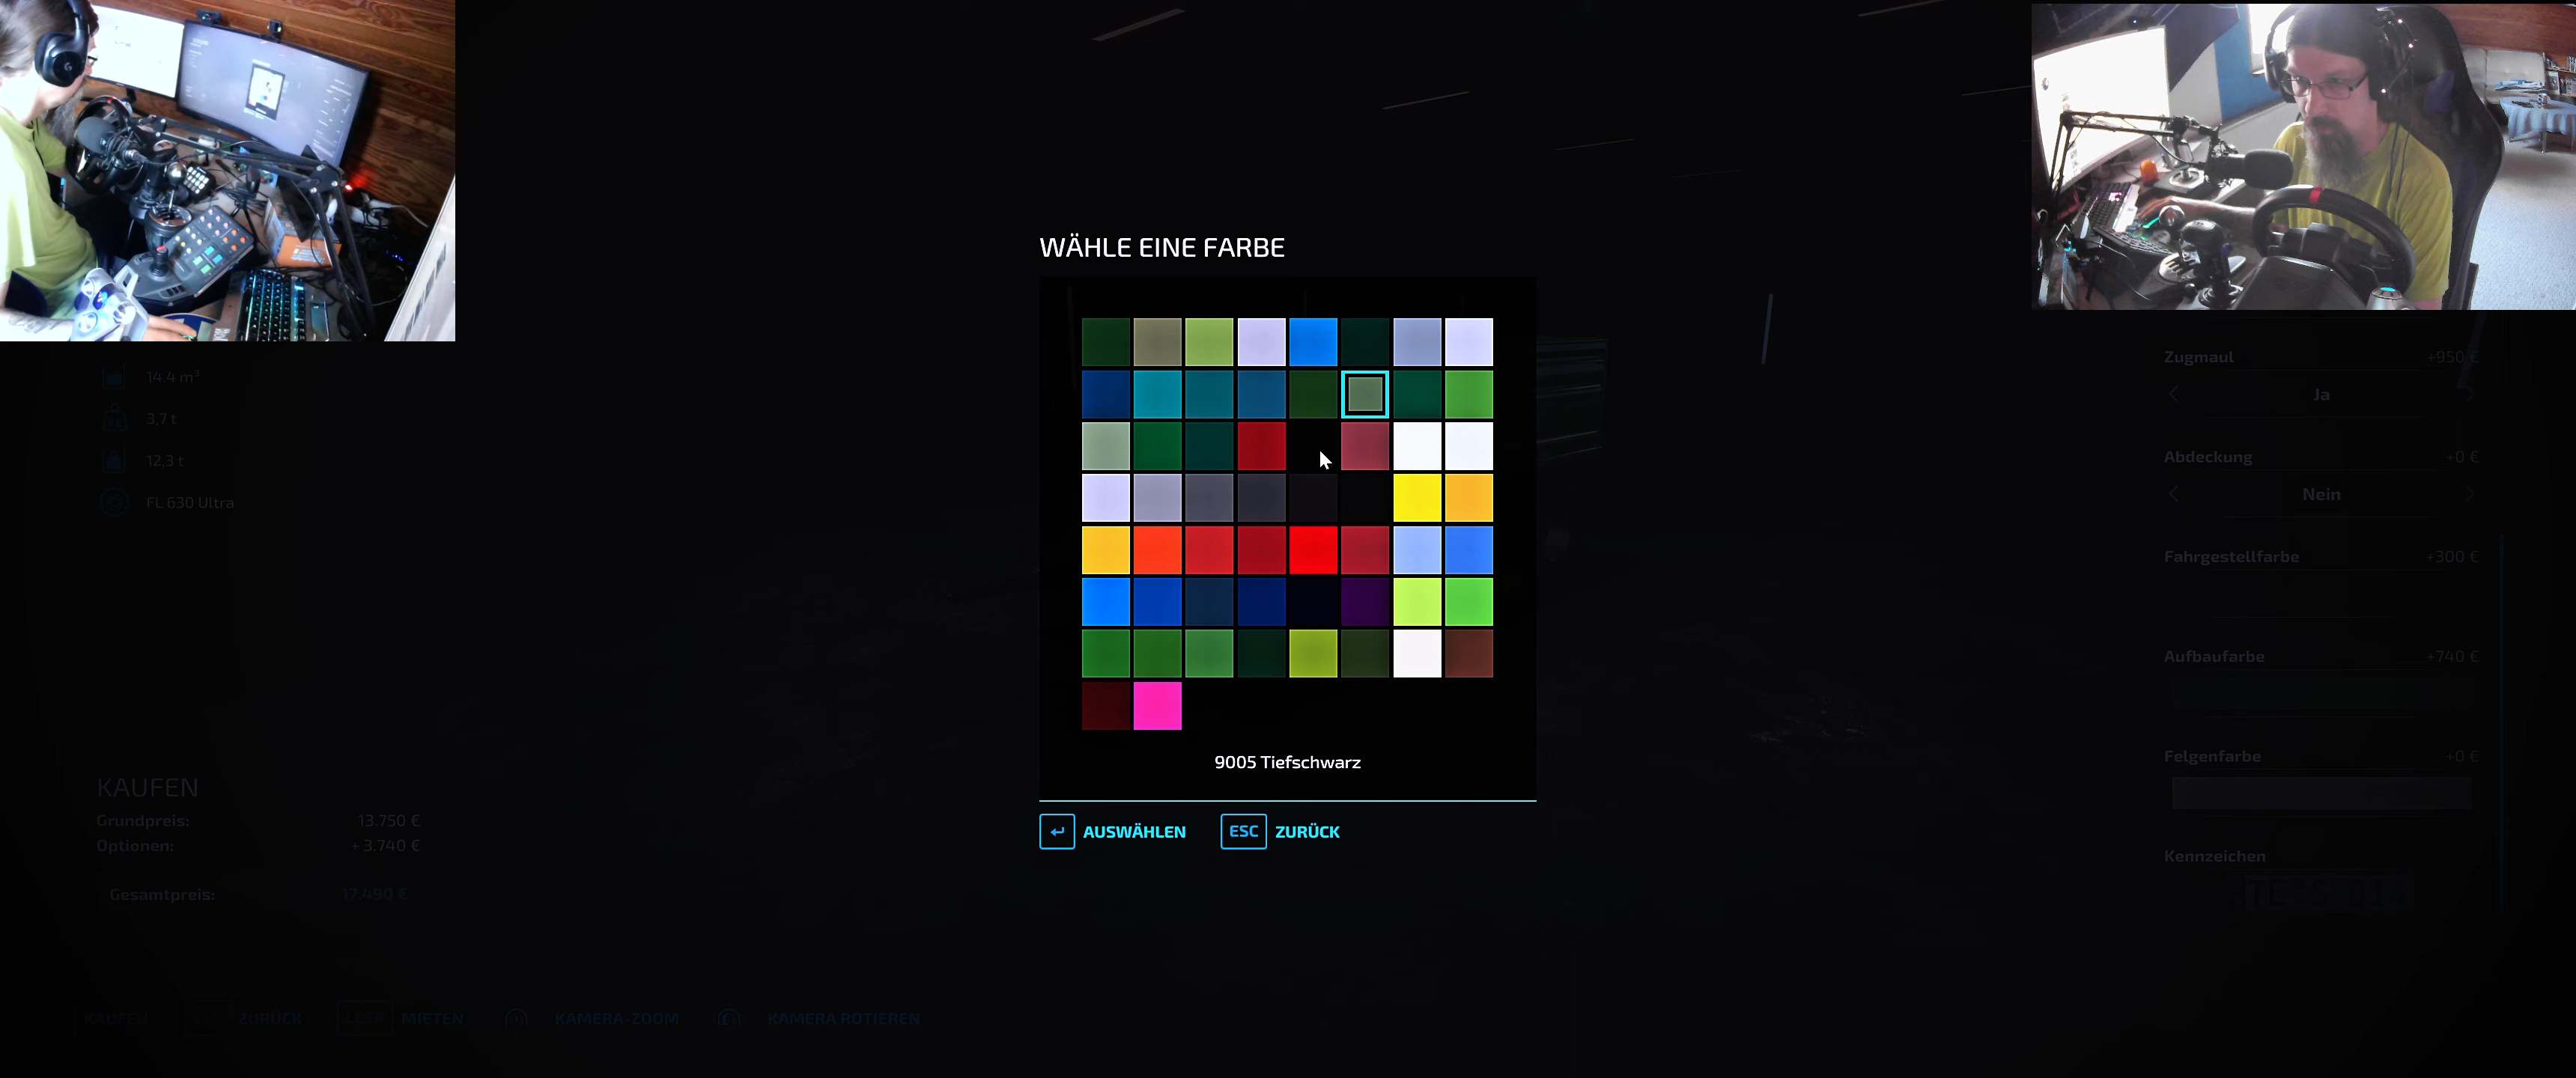 WÄHLE EINE FARBE
14.4 m³
3,7 t
12,3 t
FL 630 Ultra
Zugmaul +950 €
Ja
Abdeckung +0 €
Nein
Fahrgestellfarbe +300 €
Aufbaufarbe +740 €
Felgenfarbe +0 €
Kennzeichen
9005 Tiefschwarz
KAUFEN
Grundpreis: 13.750 €
Optionen: + 3.740 €
Gesamtpreis: 17.490 €
AUSWÄHLEN ESC ZURÜCK
KAUFEN ZURÜCK MIETEN KAMERA-ZOOM KAMERA ROTIEREN